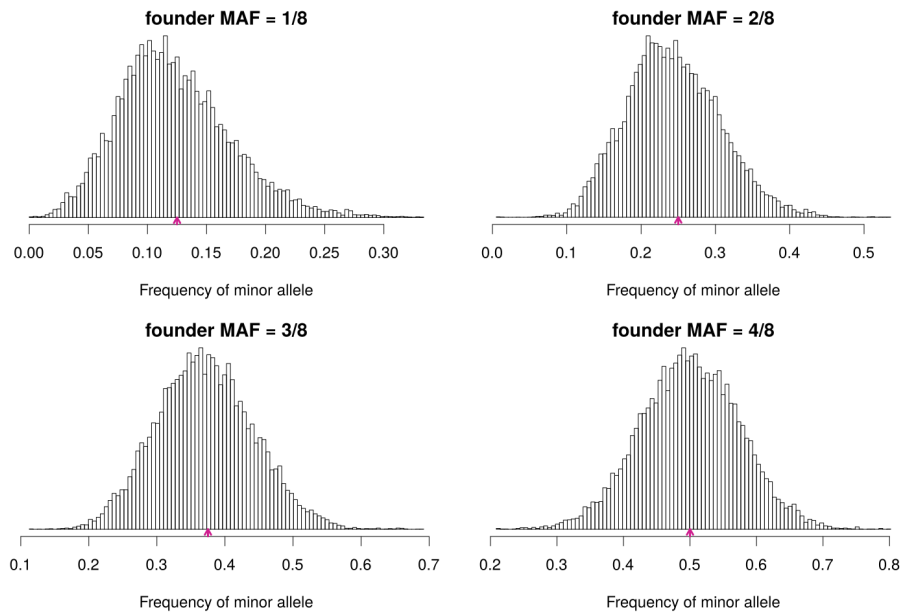 founder MAF = 1/8
0.00 0.05 0.10 0.15 0.20 0.25 0.30
Frequency of minor allele
founder MAF = 2/8
0.0 0.1 0.2 0.3 0.4 0.5
Frequency of minor allele
founder MAF = 3/8
0.1 0.2 0.3 0.4 0.5 0.6 0.7
Frequency of minor allele
founder MAF = 4/8
0.2 0.3 0.4 0.5 0.6 0.7 0.8
Frequency of minor allele